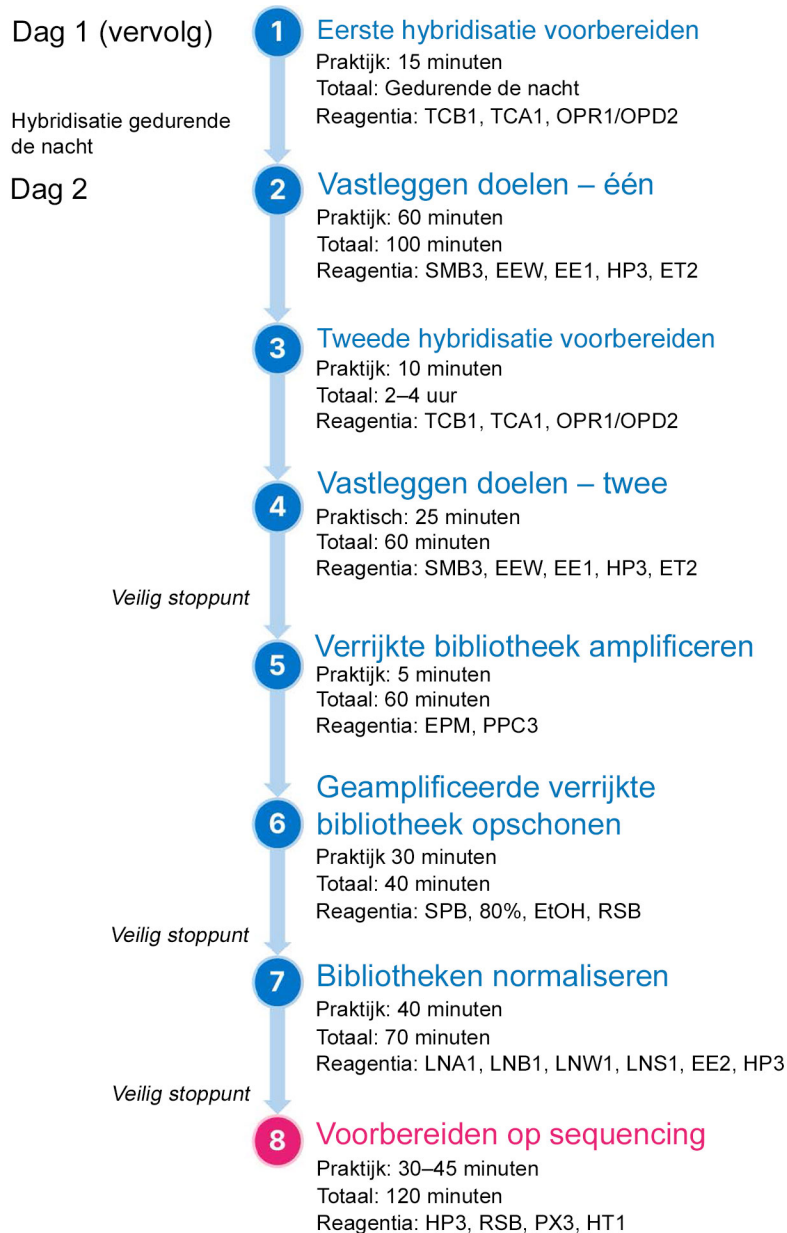 Dag 1 (vervolg)
1
Eerste hybridisatie voorbereiden
Praktijk: 15 minuten
Totaal: Gedurende de nacht
Reagentia: TCB1, TCA1, OPR1/OPD2
Hybridisatie gedurende
de nacht
Dag 2
2
Vastleggen doelen – één
Praktijk: 60 minuten
Totaal: 100 minuten
Reagentia: SMB3, EEW, EE1, HP3, ET2
3
Tweede hybridisatie voorbereiden
Praktijk: 10 minuten
Totaal: 2–4 uur
Reagentia: TCB1, TCA1, OPR1/OPD2
4
Vastleggen doelen – twee
Praktisch: 25 minuten
Totaal: 60 minuten
Reagentia: SMB3, EEW, EE1, HP3, ET2
Veilig stoppunt
5
Verrijkte bibliotheek amplificeren
Praktijk: 5 minuten
Totaal: 60 minuten
Reagentia: EPM, PPC3
6
Geamplificeerde verrijkte
bibliotheek opschonen
Praktijk 30 minuten
Totaal: 40 minuten
Reagentia: SPB, 80%, EtOH, RSB
Veilig stoppunt
7
Bibliotheken normaliseren
Praktijk: 40 minuten
Totaal: 70 minuten
Reagentia: LNA1, LNB1, LNW1, LNS1, EE2, HP3
Veilig stoppunt
8
Voorbereiden op sequencing
Praktijk: 30–45 minuten
Totaal: 120 minuten
Reagentia: HP3, RSB, PX3, HT1